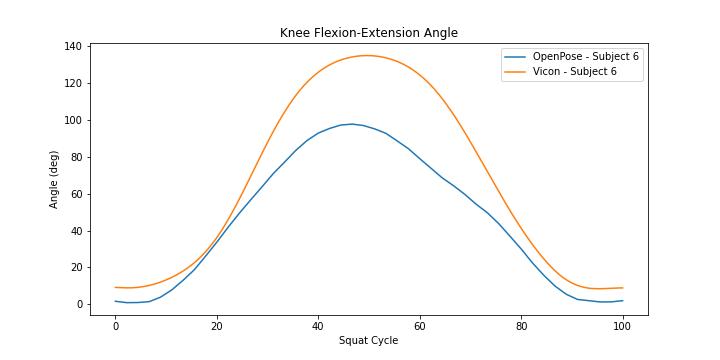 Knee Flexion-Extension Angle
OpenPose - Subject 6
Vicon - Subject 6
Angle (deg)
140
120
100
80
60
40
20
0
0 20 40 60 80 100
Squat Cycle